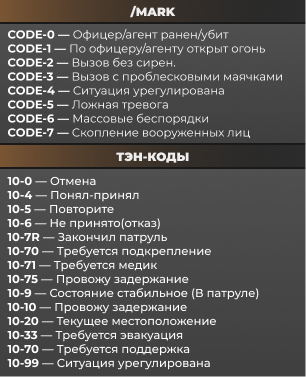 /MARK
CODE-0 — Офицер/агент ранен/убит
CODE-1 — По офицеру/агенту открыт огонь
CODE-2 — Вызов без сирен.
CODE-3 — Вызов с проблесковыми маячками
CODE-4 — Ситуация урегулирована
CODE-5 — Ложная тревога
CODE-6 — Массовые беспорядки
CODE-7 — Скопление вооруженных лиц
ТЭН-КОДЫ
10-0 — Отмена
10-4 — Понял-принял
10-5 — Повторите
10-6 — Не принято(отказ)
10-7R — Закончил патруль
10-70 — Требуется подкрепление
10-71 — Требуется медик
10-75 — Провожу задержание
10-9 — Состояние стабильное (В патруле)
10-10 — Провожу задержание
10-20 — Текущее местоположение
10-33 — Требуется эвакуация
10-70 — Требуется поддержка
10-99 — Ситуация урегулирована